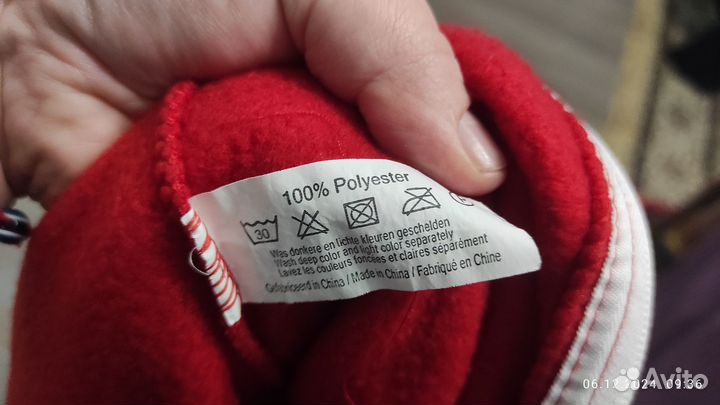 100% Polyester
30
Was donkere en lichte kleuren gescheiden
Wash deep color and light color separately
Lavez les couleurs foncées et claires séparément
Gefabriceerd in China / Made in China / Fabriqué en Chine
Avito
06.12.2024, 09:36